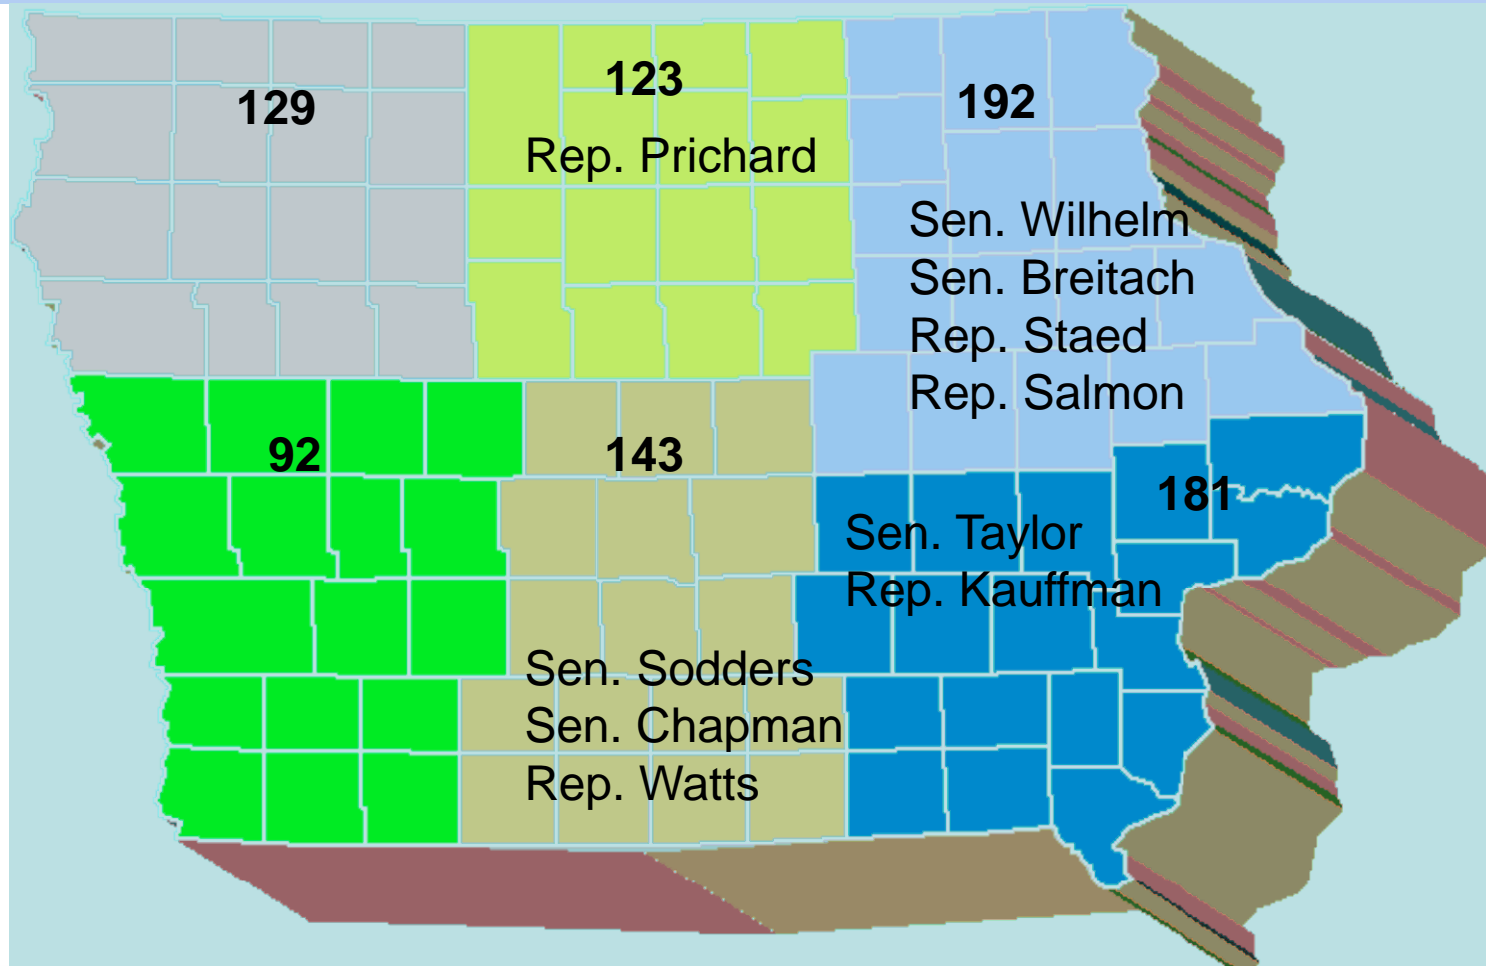 129
123
Rep. Prichard
192
Sen. Wilhelm
Sen. Breitach
Rep. Staed
Rep. Salmon
92
143
181
Sen. Taylor
Rep. Kauffman
Sen. Sodders
Sen. Chapman
Rep. Watts